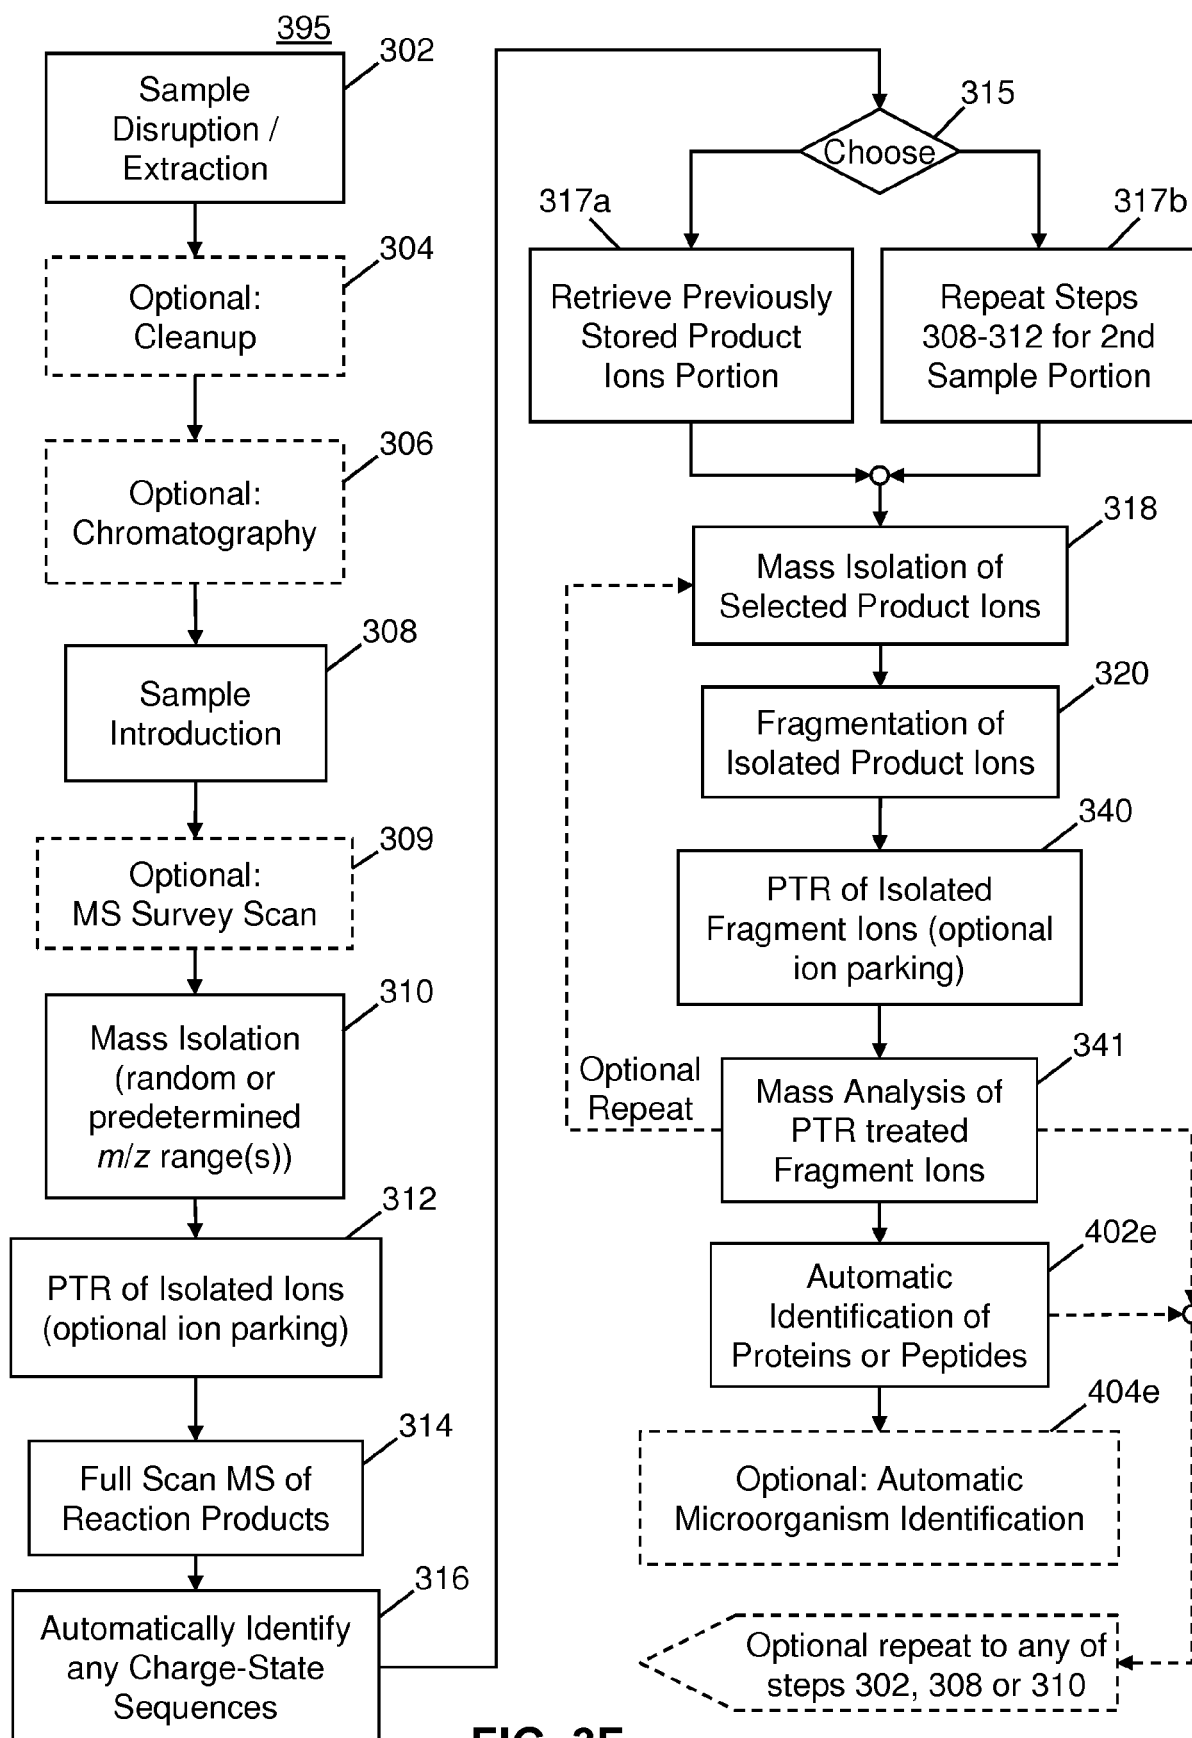 395
302
Sample
Disruption /
Extraction
304
Optional:
Cleanup
306
Optional:
Chromatography
308
Sample
Introduction
309
Optional:
MS Survey Scan
310
Mass Isolation
(random or
predetermined
m/z range(s))
312
PTR of Isolated Ions
(optional ion parking)
314
Full Scan MS of
Reaction Products
316
Automatically Identify
any Charge-State
Sequences
315
Choose
317a
Retrieve Previously
Stored Product
Ions Portion
317b
Repeat Steps
308-312 for 2nd
Sample Portion
318
Mass Isolation of
Selected Product Ions
320
Fragmentation of
Isolated Product Ions
340
PTR of Isolated
Fragment Ions (optional
ion parking)
341
Mass Analysis of
PTR treated
Fragment Ions
Optional
Repeat
402e
Automatic
Identification of
Proteins or Peptides
404e
Optional: Automatic
Microorganism Identification
Optional repeat to any of
steps 302, 308 or 310